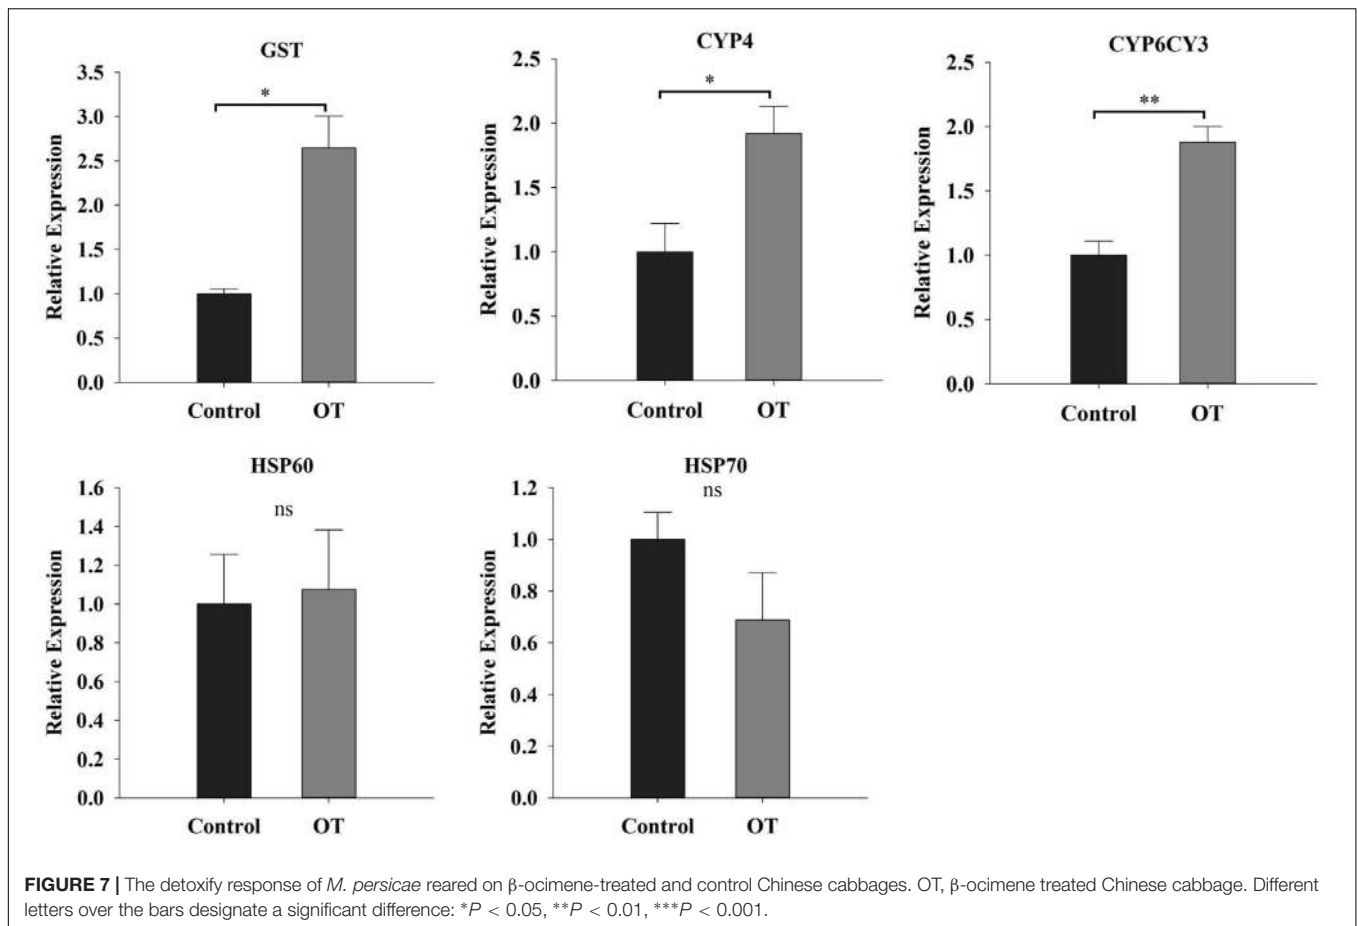 GST
Relative Expression
3.5
3.0
2.5
2.0
1.5
1.0
0.5
0.0
*
Control OT
CYP4
Relative Expression
2.5
2.0
1.5
1.0
0.5
0.0
*
Control OT
CYP6CY3
Relative Expression
2.5
2.0
1.5
1.0
0.5
0.0
**
Control OT
HSP60
Relative Expression
1.6
1.4
1.2
1.0
0.8
0.6
0.4
0.2
0.0
ns
Control OT
HSP70
Relative Expression
1.2
1.0
0.8
0.6
0.4
0.2
0.0
ns
Control OT
FIGURE 7 | The detoxify response of M. persicae reared on β-ocimene-treated and control Chinese cabbages. OT, β-ocimene treated Chinese cabbage. Different
letters over the bars designate a significant difference: *P < 0.05, **P < 0.01, ***P < 0.001.